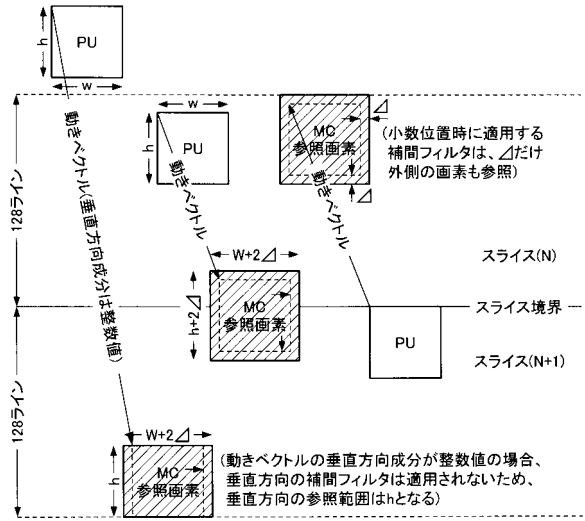 h
PU
w
128ライン
動きベクトル(垂直方向成分は整数値)
w
h
PU
動きベクトル
MC
参照画素
⊿
⊿
動きベクトル
(小数位置時に適用する
補間フィルタは、⊿だけ
外側の画素も参照)
スライス(N)
W+2⊿
h+2⊿
MC
参照画素
スライス境界
PU
スライス(N+1)
128ライン
W+2⊿
h
MC
参照画素
(動きベクトルの垂直方向成分が整数値の場合、
垂直方向の補間フィルタは適用されないため、
垂直方向の参照範囲はhとなる)